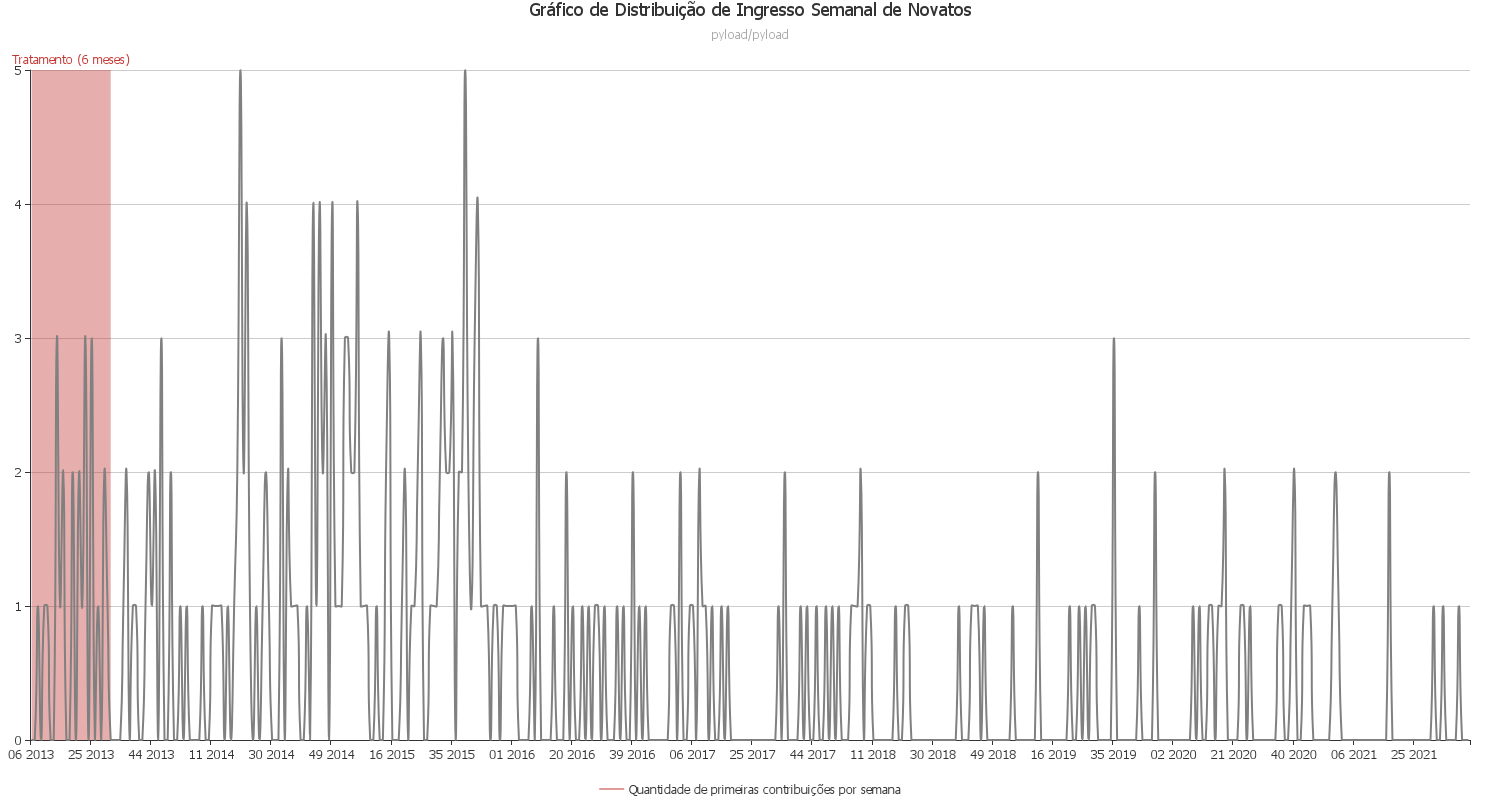 Gráfico de Distribuição de Ingresso Semanal de Novatos
pyload/pyload
Tratamento (6 meses)
5
4
3
2
1
0
06 2013 25 2013 44 2013 11 2014 30 2014 49 2014 16 2015 35 2015 01 2016 20 2016 39 2016 06 2017 25 2017 44 2017 11 2018 30 2018 49 2018 16 2019 35 2019 02 2020 21 2020 40 2020 06 2021 25 2021
Quantidade de primeiras contribuições por semana